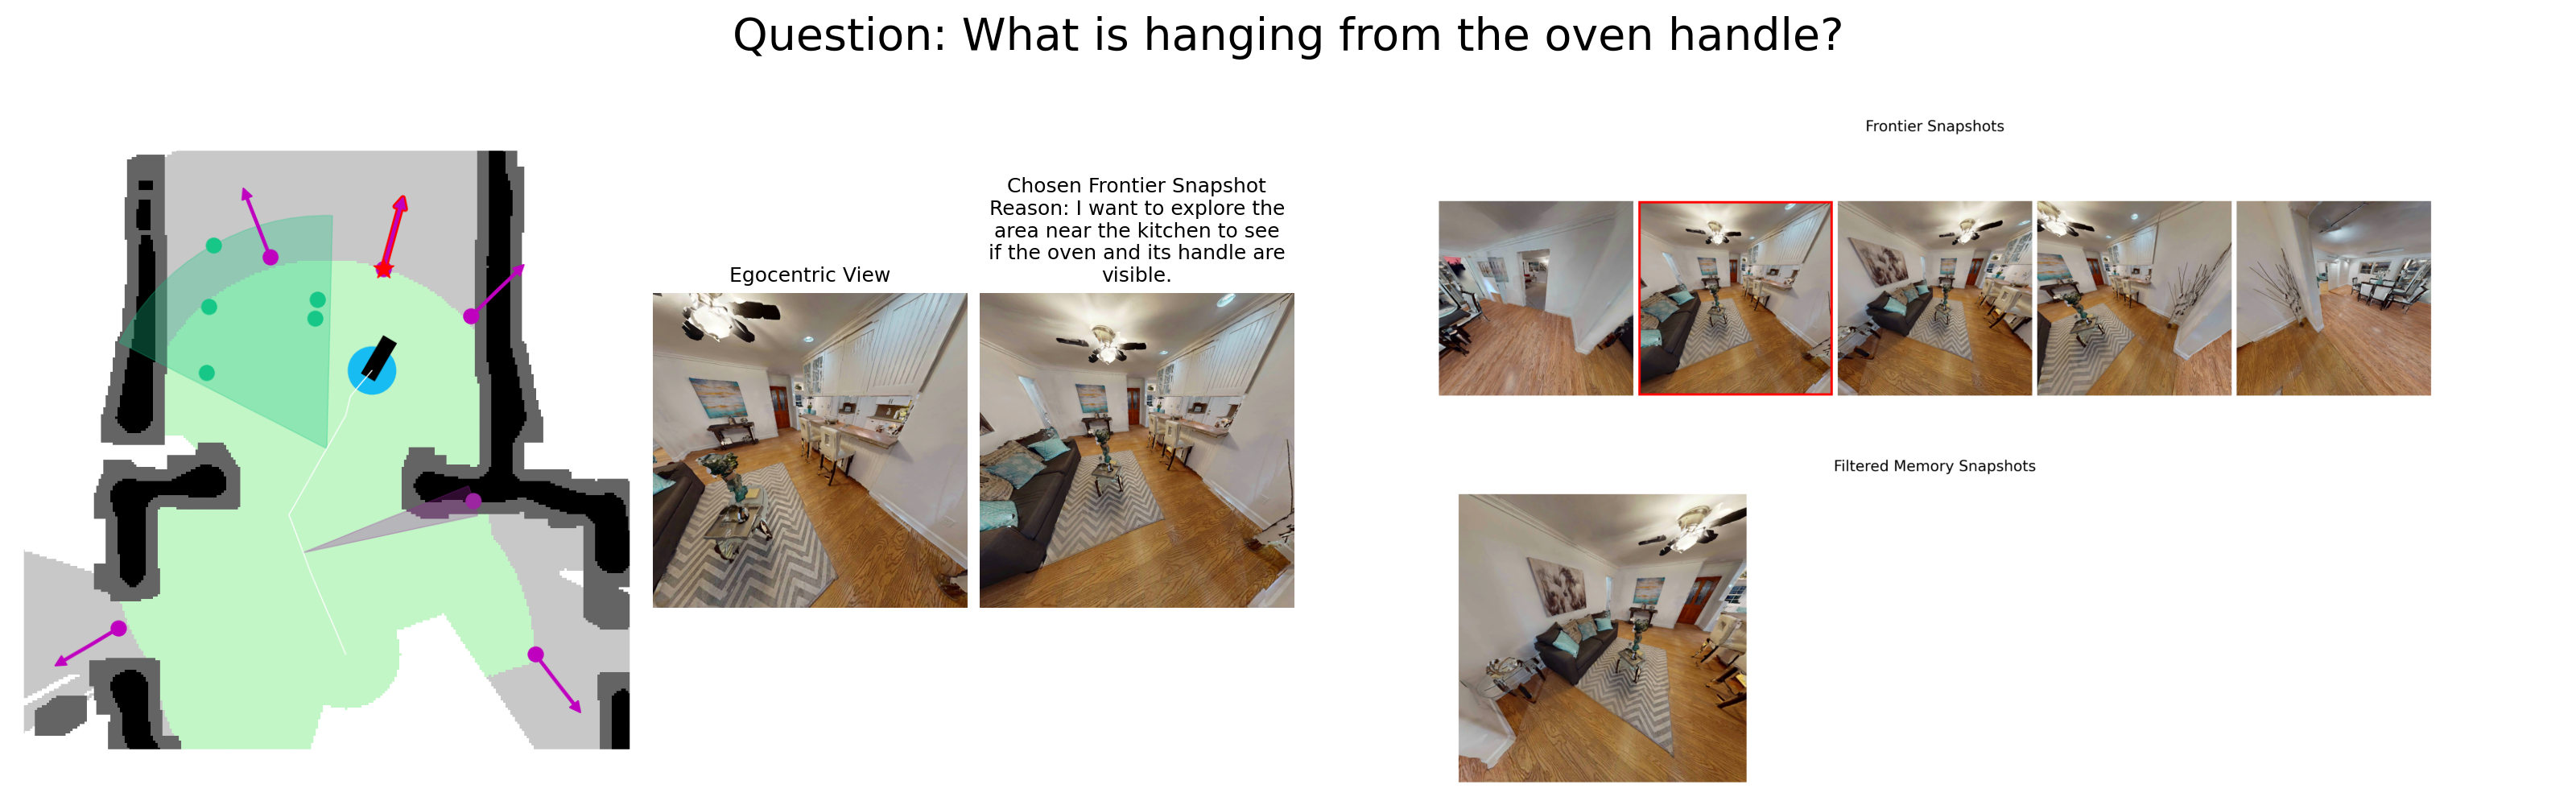 Question: What is hanging from the oven handle?
Frontier Snapshots
Chosen Frontier Snapshot
Reason: I want to explore the
area near the kitchen to see
if the oven and its handle are
visible.
Egocentric View
Filtered Memory Snapshots